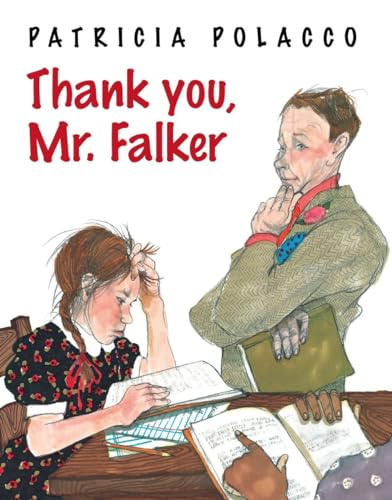 PATRICIA POLACCO
Thank you,
Mr. Falker